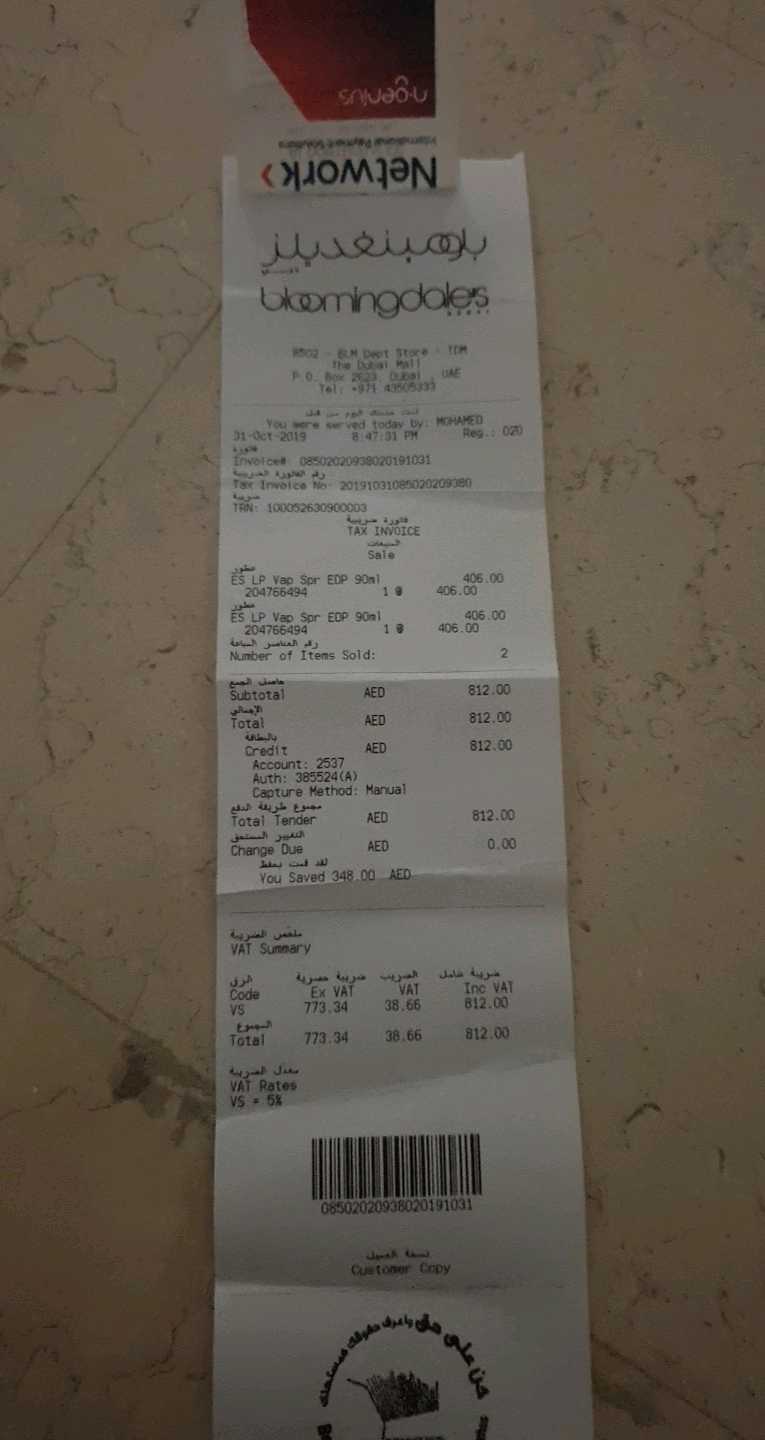 n·genius
International Payment Solutions
Network
بلومينغديلز
دبي
bloomingdale's
DUBAI
8502 - BLM Dept Store - TDM
The Dubai Mall
P.O. Box 2623, Dubai , UAE
Tel: +971 43505333
تمت خدمتك اليوم من قبل
You were served today by: MOHAMED
31-Oct-2019 8:47:31 PM Reg.: 020
فاتورة
Invoice#: 08502020938020191031
رقم الفاتورة الضريبية
Tax Invoice No: 20191031085020209380
ضريبة
TRN: 100052630900003
فاتورة ضريبية
TAX INVOICE
المبيعات
Sale
عطور
ES LP Vap Spr EDP 90ml 406.00
204766494 1 @ 406.00
عطور
ES LP Vap Spr EDP 90ml 406.00
204766494 1 @ 406.00
رقم العناصر المباعة
Number of Items Sold: 2
حاصل الجمع
Subtotal AED 812.00
الإجمالي
Total AED 812.00
بالبطاقة
Credit AED 812.00
Account: 2537
Auth: 385524(A)
Capture Method: Manual
مجموع طريقة الدفع
Total Tender AED 812.00
التغيير المستحق
Change Due AED 0.00
لقد قمت بحفظ
You Saved 348.00 AED
ملخص الضريبة
VAT Summary
الرق ضريبة حصرية الضريب ضريبة شامل
Code Ex VAT VAT Inc VAT
VS 773.34 38.66 812.00
المجموع
Total 773.34 38.66 812.00
معدل الضريبة
VAT Rates
VS = 5%
08502020938020191031
نسخة العميل
Customer Copy
كن على حق واعرف حقوقك كمستهلك